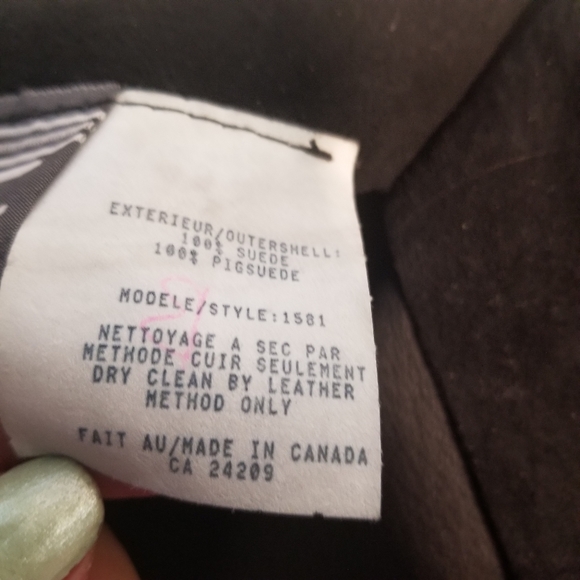 EXTERIEUR/OUTERSHELL:
100% SUEDE
100% PIGSUEDE
MODELE/STYLE:1581
NETTOYAGE A SEC PAR
METHODE CUIR SEULEMENT
DRY CLEAN BY LEATHER
METHOD ONLY
FAIT AU/MADE IN CANADA
CA 24209